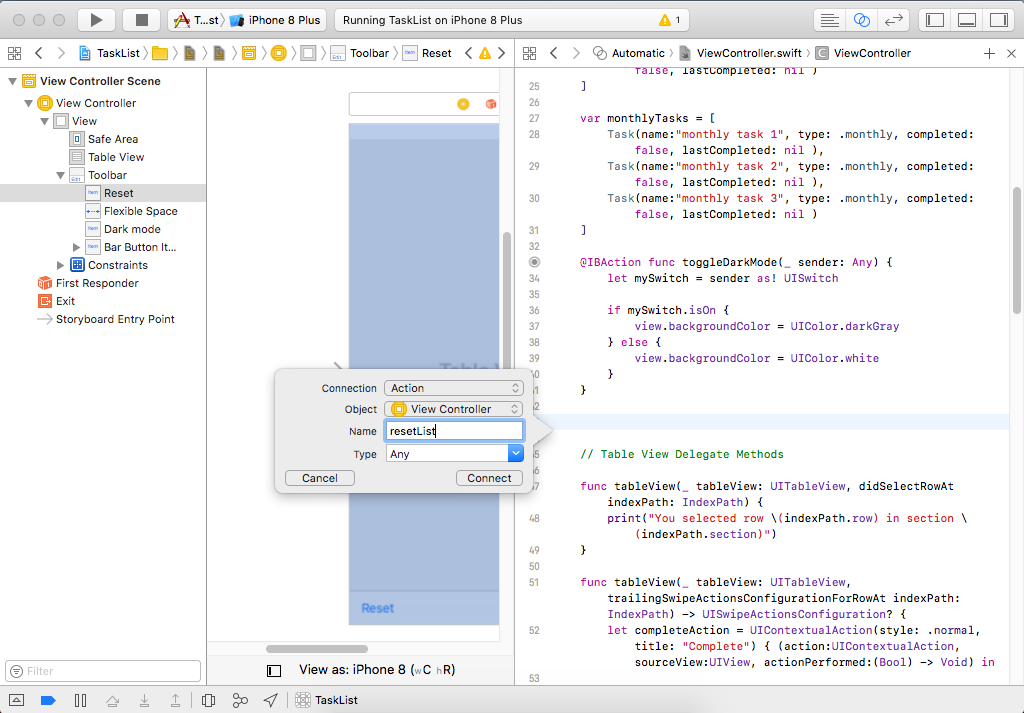 T...st〉 iPhone 8 Plus
Running TaskList on iPhone 8 Plus
1
TaskList
Edit
Toolbar
Item
Reset
Automatic
ViewController.swift
C ViewController
View Controller Scene
View Controller
View
Safe Area
Table View
Edit Toolbar
Item Reset
Flexible Space
Item Dark mode
Item Bar Button It...
Constraints
First Responder
Exit
Storyboard Entry Point
Filter
Table V
Reset
View as: iPhone 8 (wC hR)
Connection Action
Object View Controller
Name resetList
Type Any
Cancel Connect
false, lastCompleted: nil )
25 ]
26
27 var monthlyTasks = [
28 Task(name:"monthly task 1", type: .monthly, completed:
false, lastCompleted: nil ),
29 Task(name:"monthly task 2", type: .monthly, completed:
false, lastCompleted: nil ),
30 Task(name:"monthly task 3", type: .monthly, completed:
false, lastCompleted: nil )
31 ]
32
@IBAction func toggleDarkMode(_ sender: Any) {
34 let mySwitch = sender as! UISwitch
35
36 if mySwitch.isOn {
37 view.backgroundColor = UIColor.darkGray
38 } else {
39 view.backgroundColor = UIColor.white
40 }
}
// Table View Delegate Methods
func tableView(_ tableView: UITableView, didSelectRowAt
indexPath: IndexPath) {
48 print("You selected row \(indexPath.row) in section \
(indexPath.section)")
49 }
50
51 func tableView(_ tableView: UITableView,
trailingSwipeActionsConfigurationForRowAt indexPath:
IndexPath) -> UISwipeActionsConfiguration? {
52 let completeAction = UIContextualAction(style: .normal,
title: "Complete") { (action:UIContextualAction,
sourceView:UIView, actionPerformed:(Bool) -> Void) in
53
TaskList